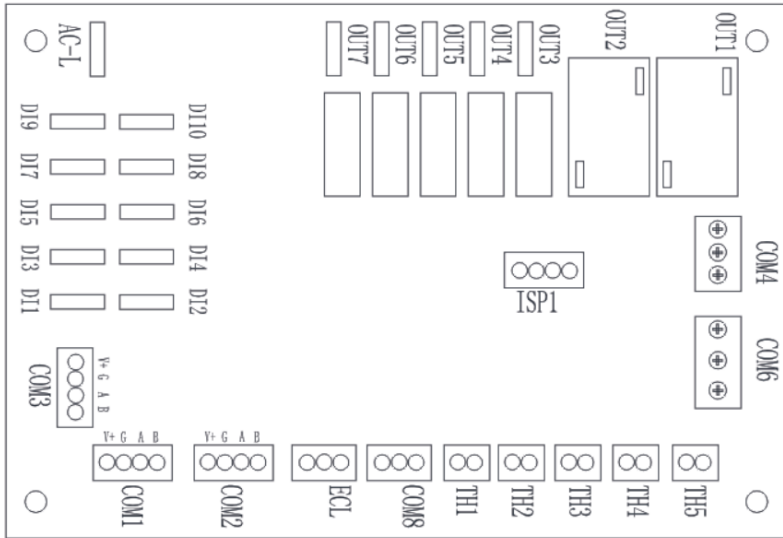 AC-L
OUT7
OUT6
OUT5
OUT4
OUT3
OUT2
OUT1
DI9
DI10
DI7
DI8
DI5
DI6
DI3
DI4
DI1
DI2
COM4
ISP1
COM6
COM3
V+ G A B
V+ G A B
V+ G A B
COM1
COM2
ECL
COM8
TH1
TH2
TH3
TH4
TH5